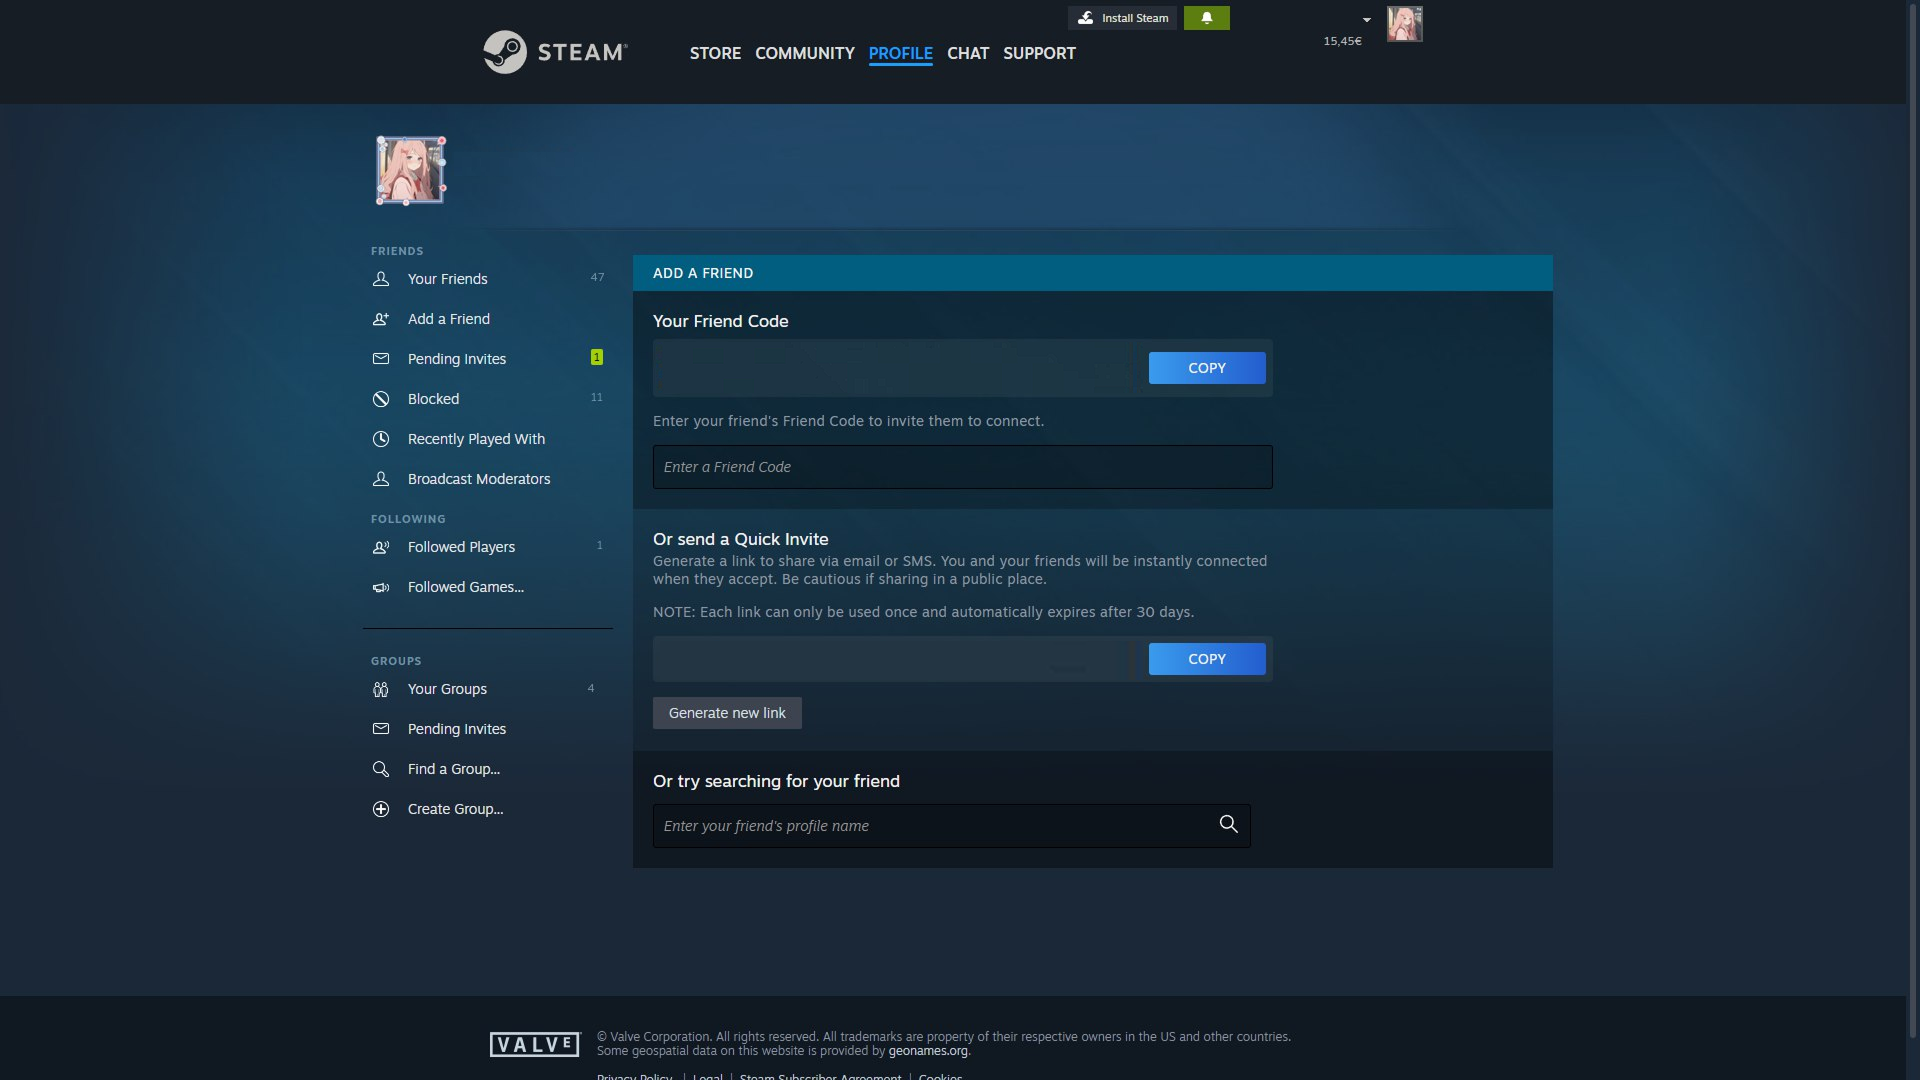 Install Steam
15,45€
STEAM®
STORE COMMUNITY PROFILE CHAT SUPPORT
FRIENDS
Your Friends 47
Add a Friend
Pending Invites 1
Blocked 11
Recently Played With
Broadcast Moderators
FOLLOWING
Followed Players 1
Followed Games...
GROUPS
Your Groups 4
Pending Invites
Find a Group...
Create Group...
ADD A FRIEND
Your Friend Code
COPY
Enter your friend's Friend Code to invite them to connect.
Enter a Friend Code
Or send a Quick Invite
Generate a link to share via email or SMS. You and your friends will be instantly connected
when they accept. Be cautious if sharing in a public place.
NOTE: Each link can only be used once and automatically expires after 30 days.
COPY
Generate new link
Or try searching for your friend
Enter your friend's profile name
VALVE
© Valve Corporation. All rights reserved. All trademarks are property of their respective owners in the US and other countries.
Some geospatial data on this website is provided by geonames.org.
Privacy Policy | Legal | Steam Subscriber Agreement | Cookies